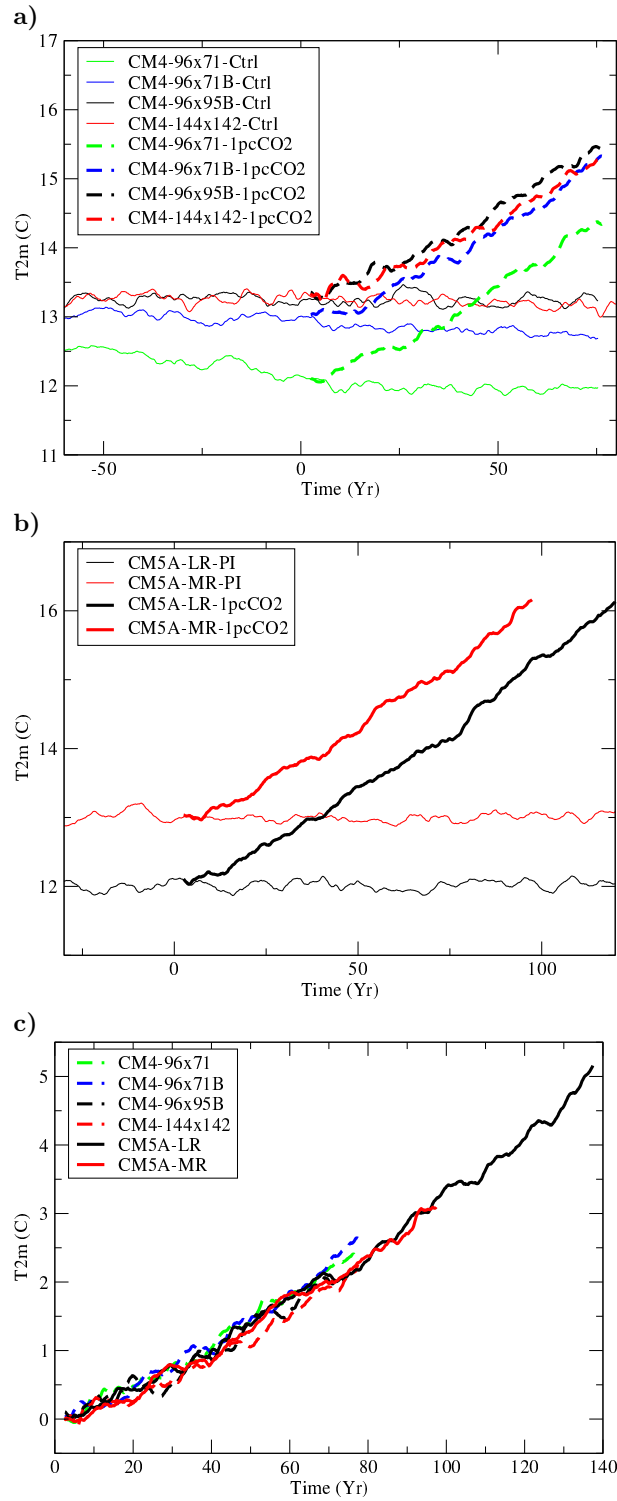 a)
17
16
15
14
13
12
11
T2m (C)
CM4-96x71-Ctrl
CM4-96x71B-Ctrl
CM4-96x95B-Ctrl
CM4-144x142-Ctrl
CM4-96x71-1pcCO2
CM4-96x71B-1pcCO2
CM4-96x95B-1pcCO2
CM4-144x142-1pcCO2
-50 0 50
Time (Yr)
b)
16
14
12
T2m (C)
CM5A-LR-PI
CM5A-MR-PI
CM5A-LR-1pcCO2
CM5A-MR-1pcCO2
0 50 100
Time (Yr)
c)
5
4
3
2
1
0
T2m (C)
CM4-96x71
CM4-96x71B
CM4-96x95B
CM4-144x142
CM5A-LR
CM5A-MR
0 20 40 60 80 100 120 140
Time (Yr)